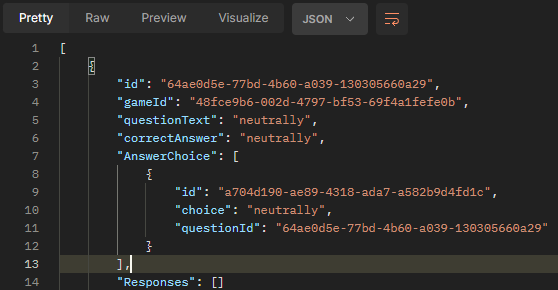 Pretty Raw Preview Visualize JSON
1 [
2 {
3 "id": "64ae0d5e-77bd-4b60-a039-130305660a29",
4 "gameId": "48fce9b6-002d-4797-bf53-69f4a1fefe0b",
5 "questionText": "neutrally",
6 "correctAnswer": "neutrally",
7 "AnswerChoice": [
8 {
9 "id": "a704d190-ae89-4318-ada7-a582b9d4fd1c",
10 "choice": "neutrally",
11 "questionId": "64ae0d5e-77bd-4b60-a039-130305660a29"
12 }
13 ],
14 "Responses": []